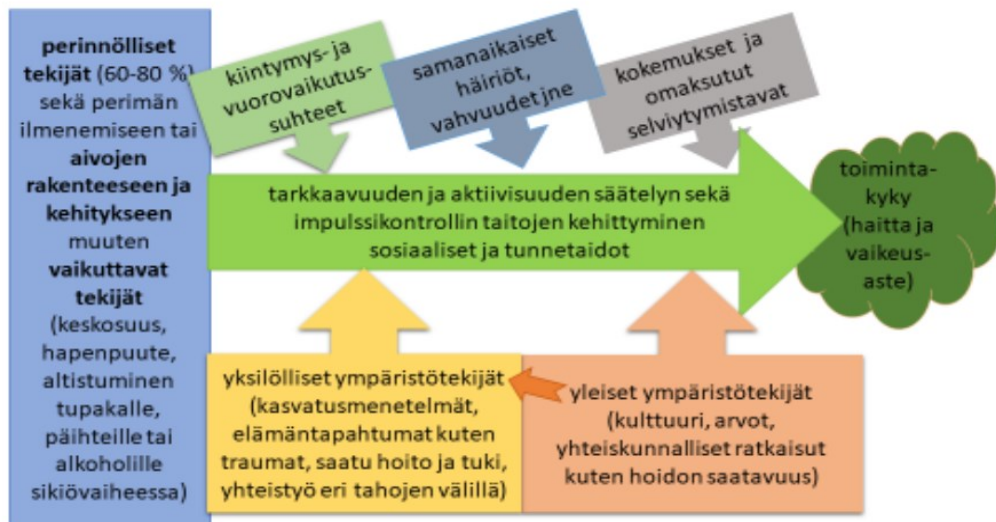 perinnölliset
tekijät (60-80 %)
sekä perimän
ilmenemiseen tai
aivojen
rakenteeseen ja
kehitykseen
muuten
vaikuttavat
tekijät
(keskosuus,
hapenpuute,
altistuminen
tupakalle,
päihteille tai
alkoholille
sikiövaiheessa)
kiintymys- ja
vuorovaikutus-
suhteet
samanaikaiset
häiriöt,
vahvuudet jne
kokemukset ja
omaksutut
selviytymistavat
tarkkaavuuden ja aktiivisuuden säätelyn sekä
impulssikontrollin taitojen kehittyminen
sosiaaliset ja tunnetaidot
toiminta-
kyky
(haitta ja
vaikeus-
aste)
yksilölliset ympäristötekijät
(kasvatusmenetelmät,
elämäntapahtumat kuten
traumat, saatu hoito ja tuki,
yhteistyö eri tahojen välillä)
yleiset ympäristötekijät
(kulttuuri, arvot,
yhteiskunnalliset ratkaisut
kuten hoidon saatavuus)